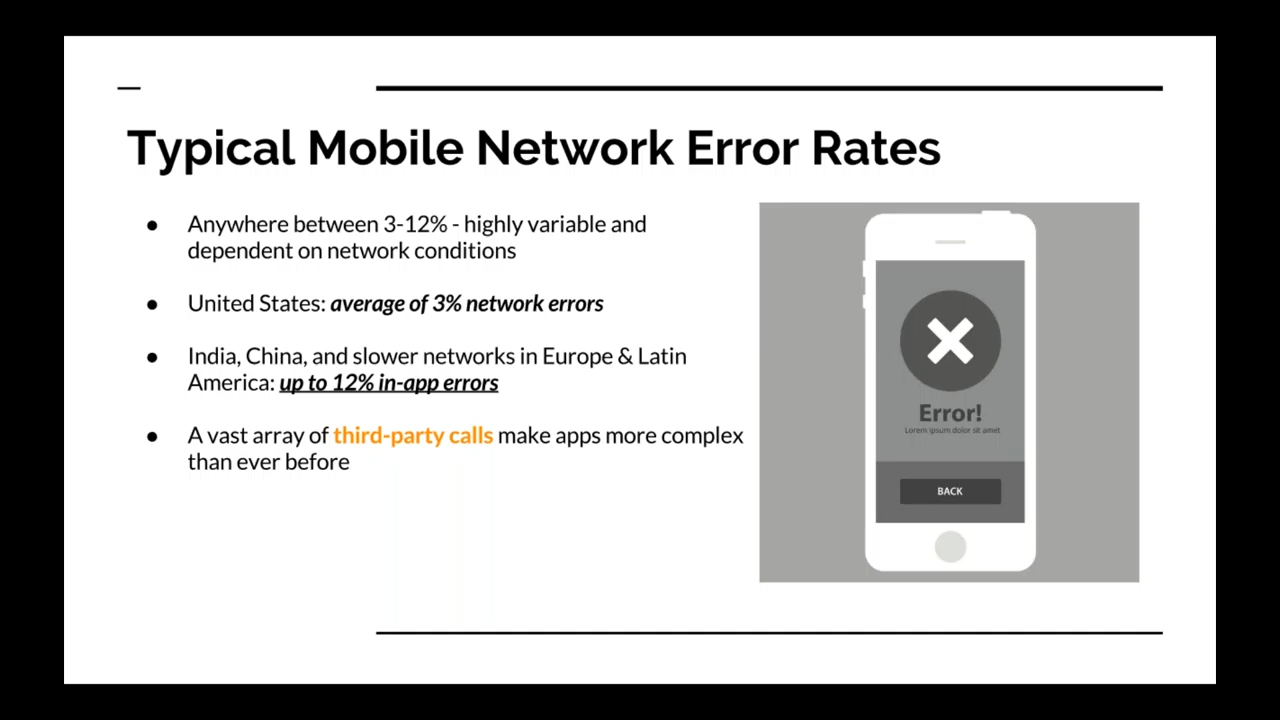 Typical Mobile Network Error Rates
● Anywhere between 3-12% - highly variable and
dependent on network conditions
● United States: average of 3% network errors
● India, China, and slower networks in Europe & Latin
America: up to 12% in-app errors
● A vast array of third-party calls make apps more complex
than ever before
Error!
Lorem ipsum dolor sit amet
BACK